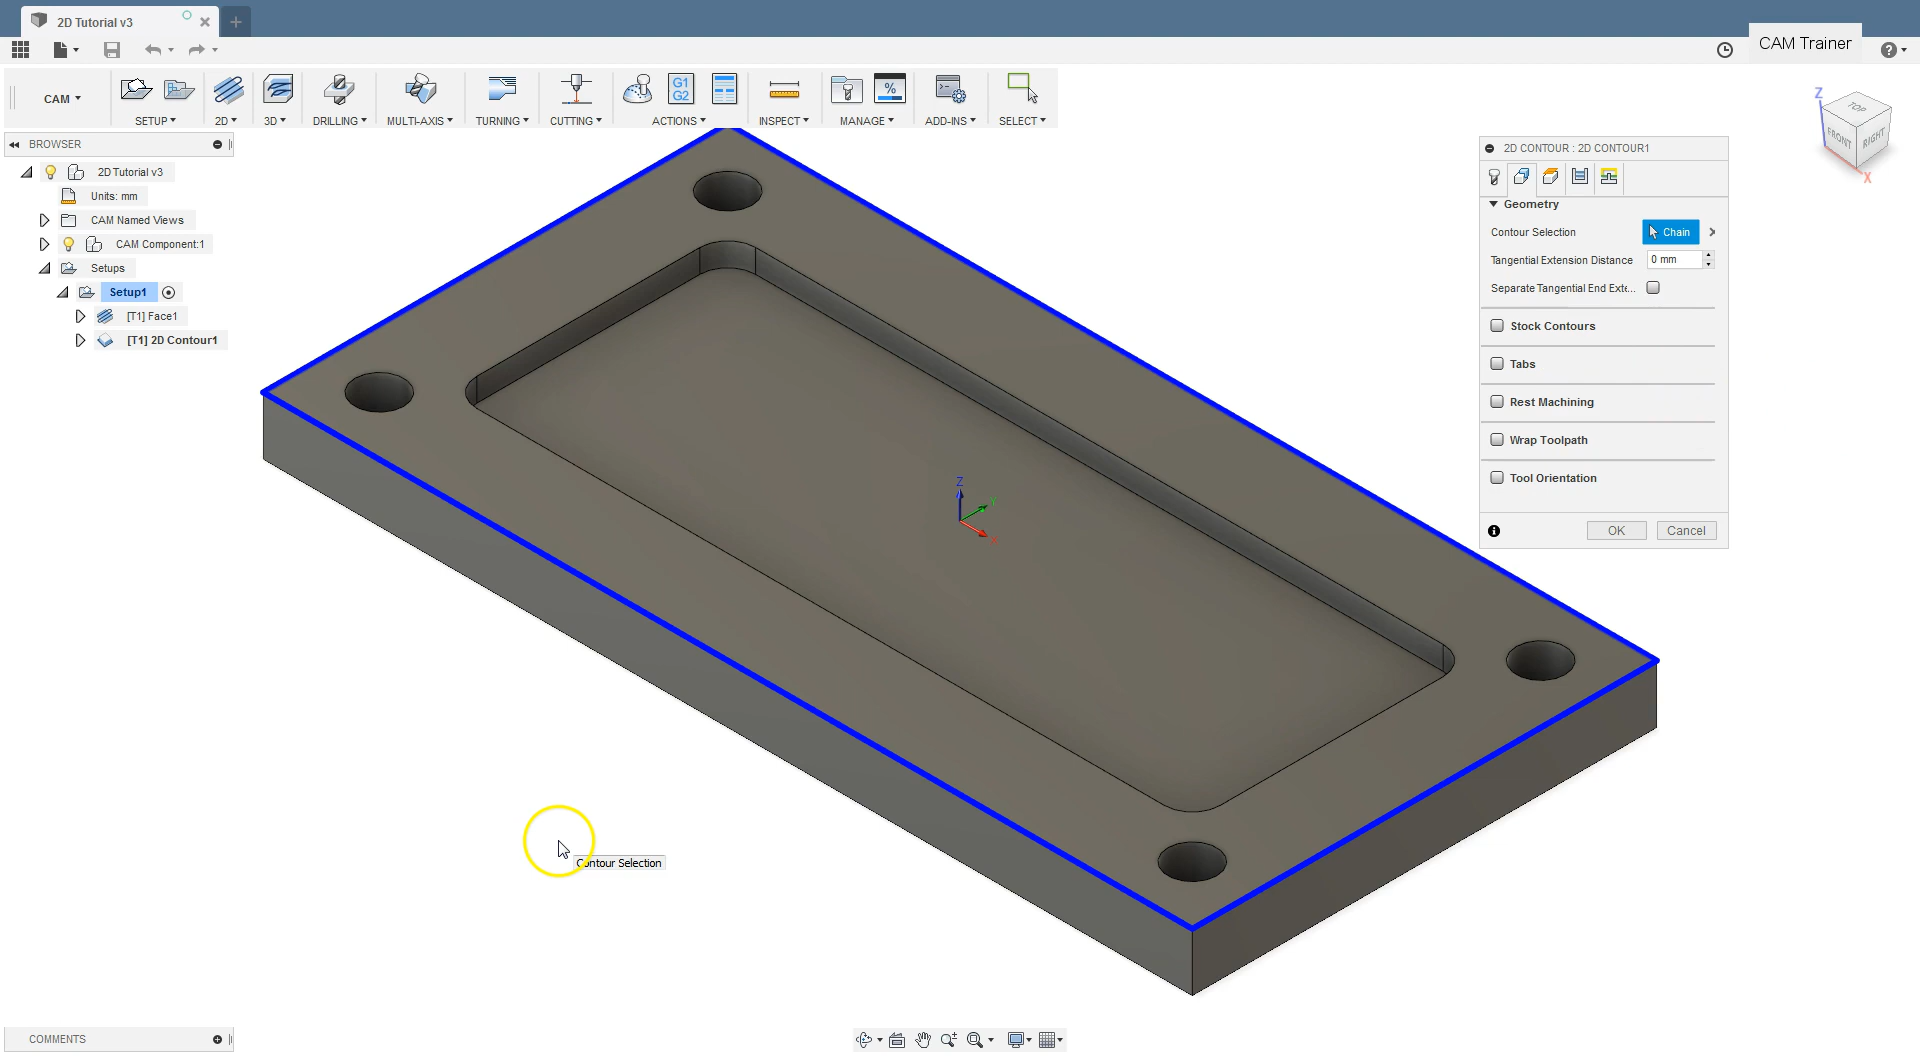 2D Tutorial v3
CAM Trainer
CAM
SETUP
2D
3D
DRILLING
MULTI-AXIS
TURNING
CUTTING
G1
G2
ACTIONS
INSPECT
%
MANAGE
ADD-INS
SELECT
BROWSER
2D Tutorial v3
Units: mm
CAM Named Views
CAM Component:1
Setups
Setup1
[T1] Face1
[T1] 2D Contour1
2D CONTOUR : 2D CONTOUR1
Geometry
Contour Selection
Chain
Tangential Extension Distance
0 mm
Separate Tangential End Exte...
Stock Contours
Tabs
Rest Machining
Wrap Toolpath
Tool Orientation
OK
Cancel
Z
TOP
FRONT
RIGHT
X
Z
Y
X
Contour Selection
COMMENTS